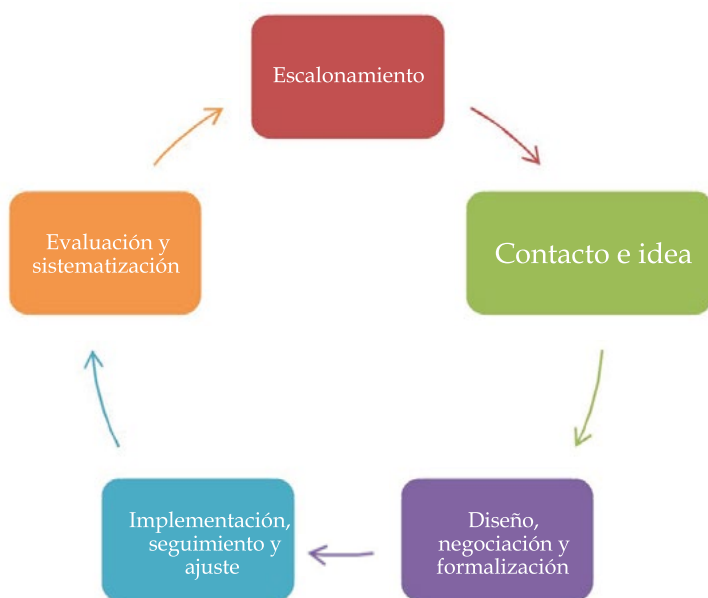 Escalonamiento
Contacto e idea
Diseño,
negociación y
formalización
Implementación,
seguimiento y
ajuste
Evaluación y
sistematización